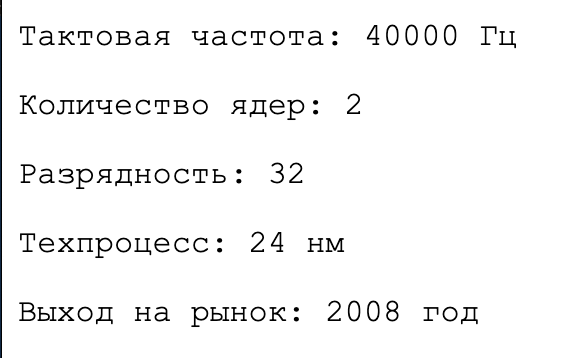 Тактовая частота: 40000 Гц
Количество ядер: 2
Разрядность: 32
Техпроцесс: 24 нм
Выход на рынок: 2008 год